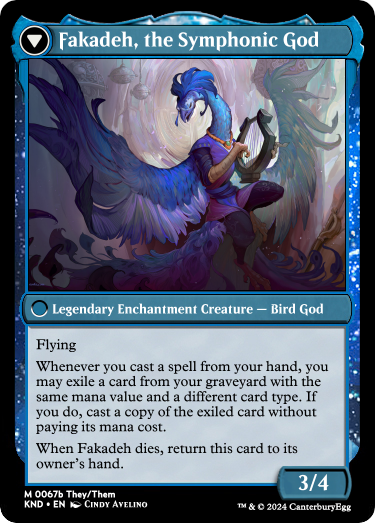 Fakadeh, the Symphonic God
Legendary Enchantment Creature — Bird God
Flying
Whenever you cast a spell from your hand, you
may exile a card from your graveyard with the
same mana value and a different card type. If
you do, cast a copy of the exiled card without
paying its mana cost.
When Fakadeh dies, return this card to its
owner's hand.
3/4
M 0067b They/Them
KND • EN Cindy Avelino
™ & © 2024 CanterburyEgg